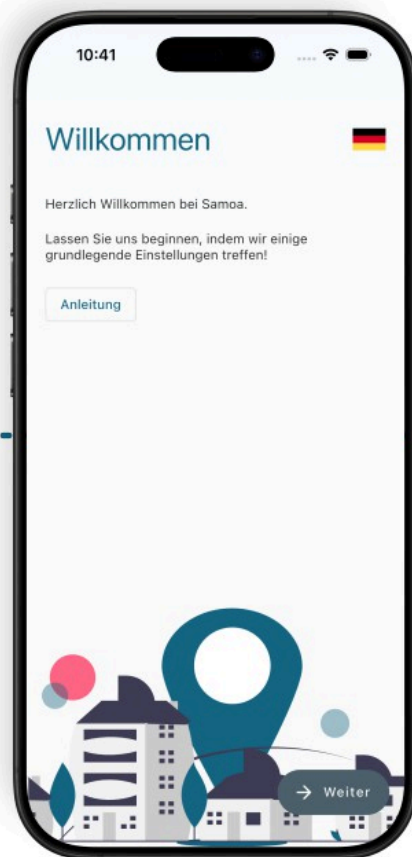 10:41
Willkommen
Herzlich Willkommen bei Samoa.
Lassen Sie uns beginnen, indem wir einige
grundlegende Einstellungen treffen!
Anleitung
→ Weiter